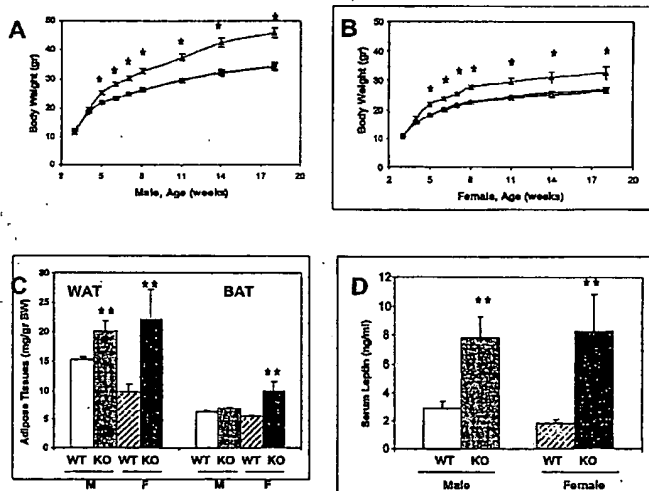 A
Body Weight (gr)
60
50
40
30
20
10
0
* * * * * * *
2 5 8 11 14 17 20
Male, Age (weeks)
B
Body Weight (gr)
60
50
40
30
20
10
0
* * * * * * *
2 5 8 11 14 17 20
Female, Age (weeks)
C
Adipose Tissues (mg/gr BW)
30
25
20
15
10
5
0
WAT BAT
** ** **
WT KO WT KO WT KO WT KO
M F M F
D
Serum Leptin (ng/ml)
12
10
8
6
4
2
0
** **
WT KO WT KO
Male Female